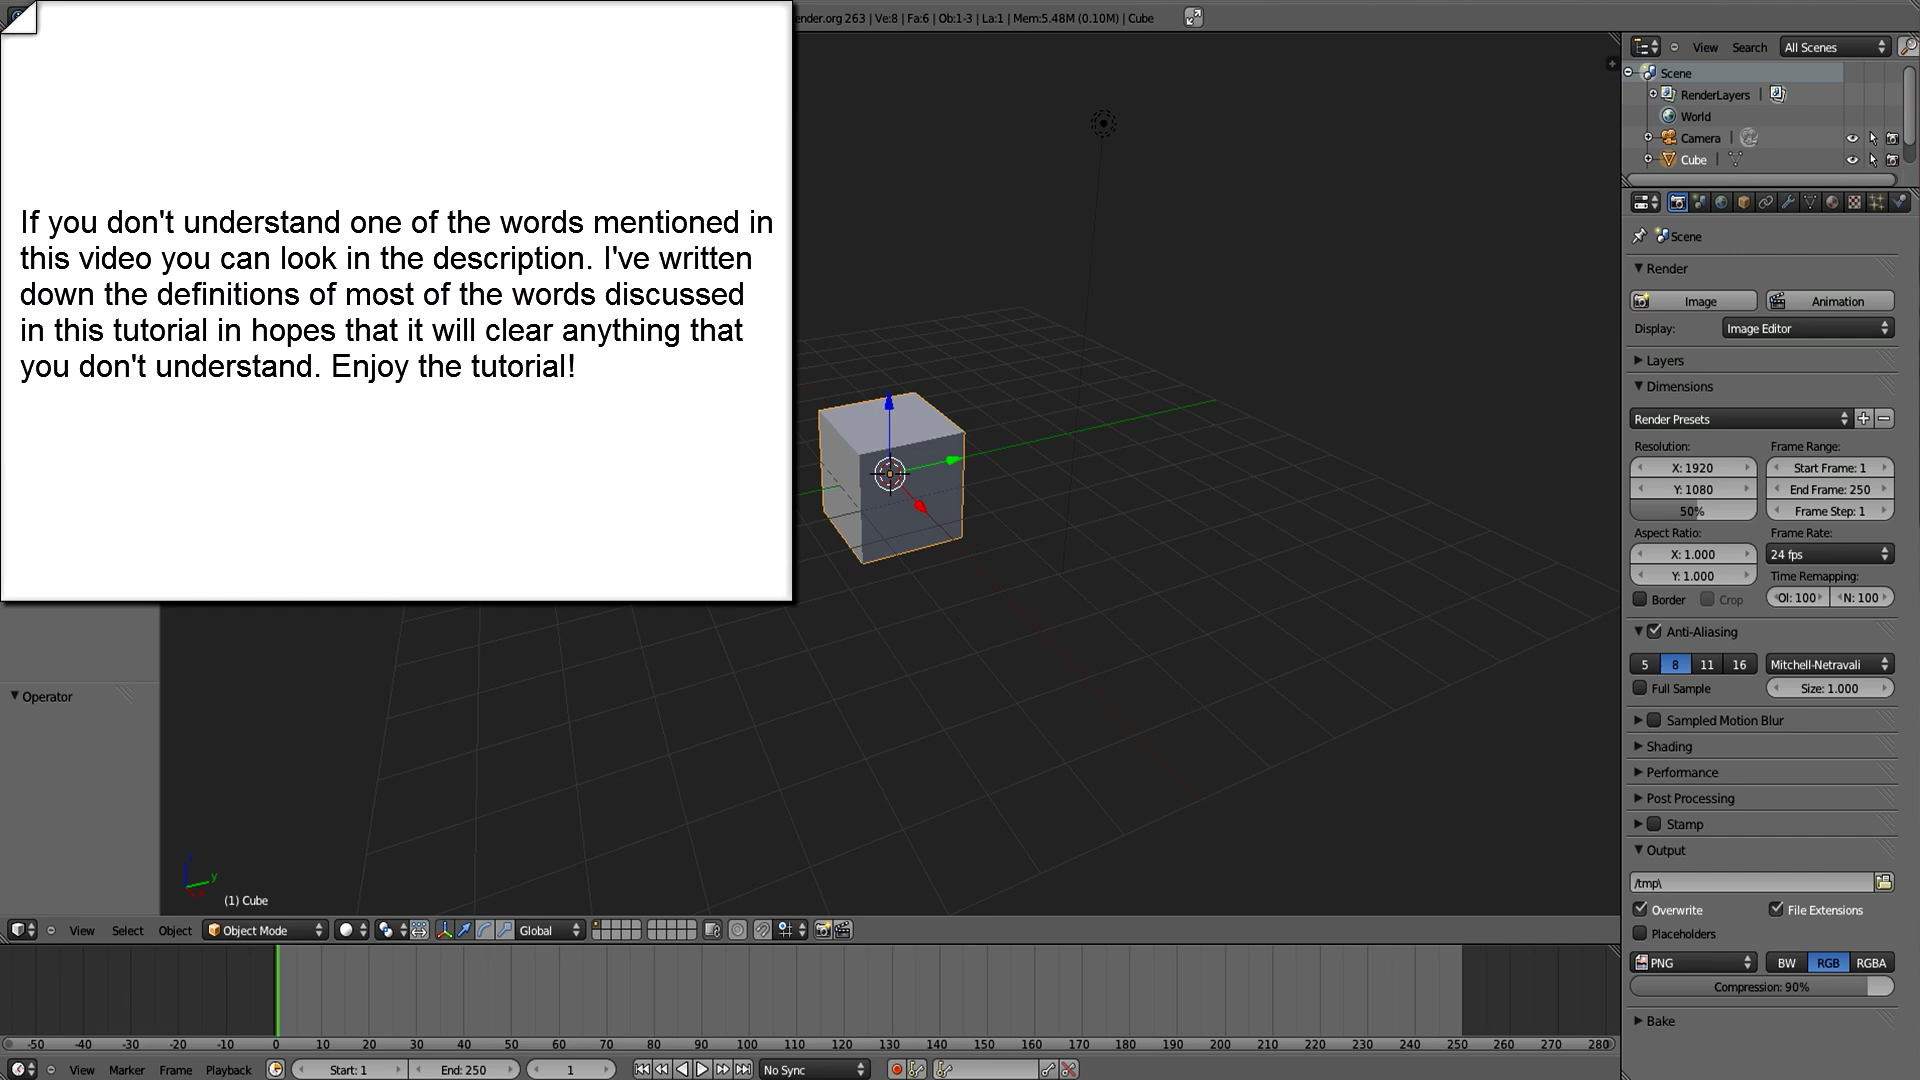 ender.org 263 | Ve:8 | Fa:6 | Ob:1-3 | La:1 | Mem:5.48M (0.10M) | Cube
View Search All Scenes
Scene
RenderLayers |
World
Camera |
Cube |
If you don't understand one of the words mentioned in
this video you can look in the description. I've written
down the definitions of most of the words discussed
in this tutorial in hopes that it will clear anything that
you don't understand. Enjoy the tutorial!
Scene
Render
Image Animation
Display: Image Editor
Layers
Dimensions
Render Presets
Resolution: Frame Range:
X: 1920 Start Frame: 1
Y: 1080 End Frame: 250
50% Frame Step: 1
Aspect Ratio: Frame Rate:
X: 1.000 24 fps
Y: 1.000 Time Remapping:
Border Crop Ol: 100 N: 100
Anti-Aliasing
5 8 11 16 Mitchell-Netravali
Full Sample Size: 1.000
Sampled Motion Blur
Shading
Performance
Post Processing
Stamp
Output
/tmp\
Overwrite File Extensions
Placeholders
PNG BW RGB RGBA
Compression: 90%
Bake
Operator
y
(1) Cube
View Select Object Object Mode Global
-50 -40 -30 -20 -10 0 10 20 30 40 50 60 70 80 90 100 110 120 130 140 150 160 170 180 190 200 210 220 230 240 250 260 270 280
View Marker Frame Playback Start: 1 End: 250 1 No Sync